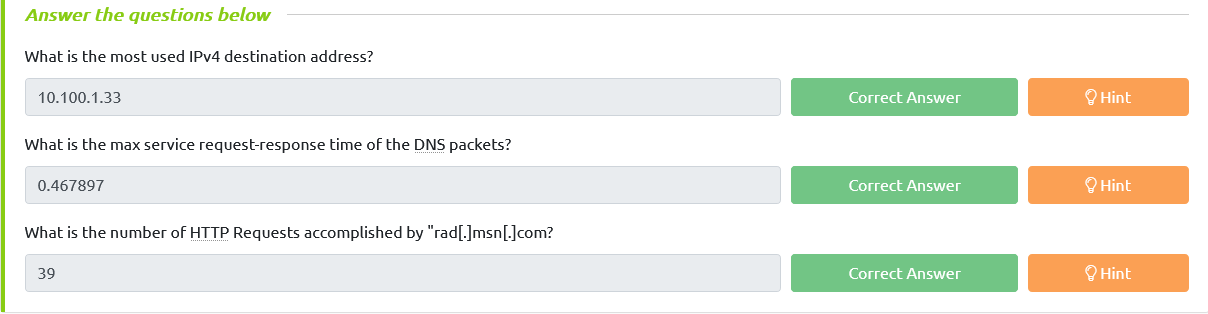 Answer the questions below
What is the most used IPv4 destination address?
10.100.1.33 Correct Answer Hint
What is the max service request-response time of the DNS packets?
0.467897 Correct Answer Hint
What is the number of HTTP Requests accomplished by "rad[.]msn[.]com?
39 Correct Answer Hint